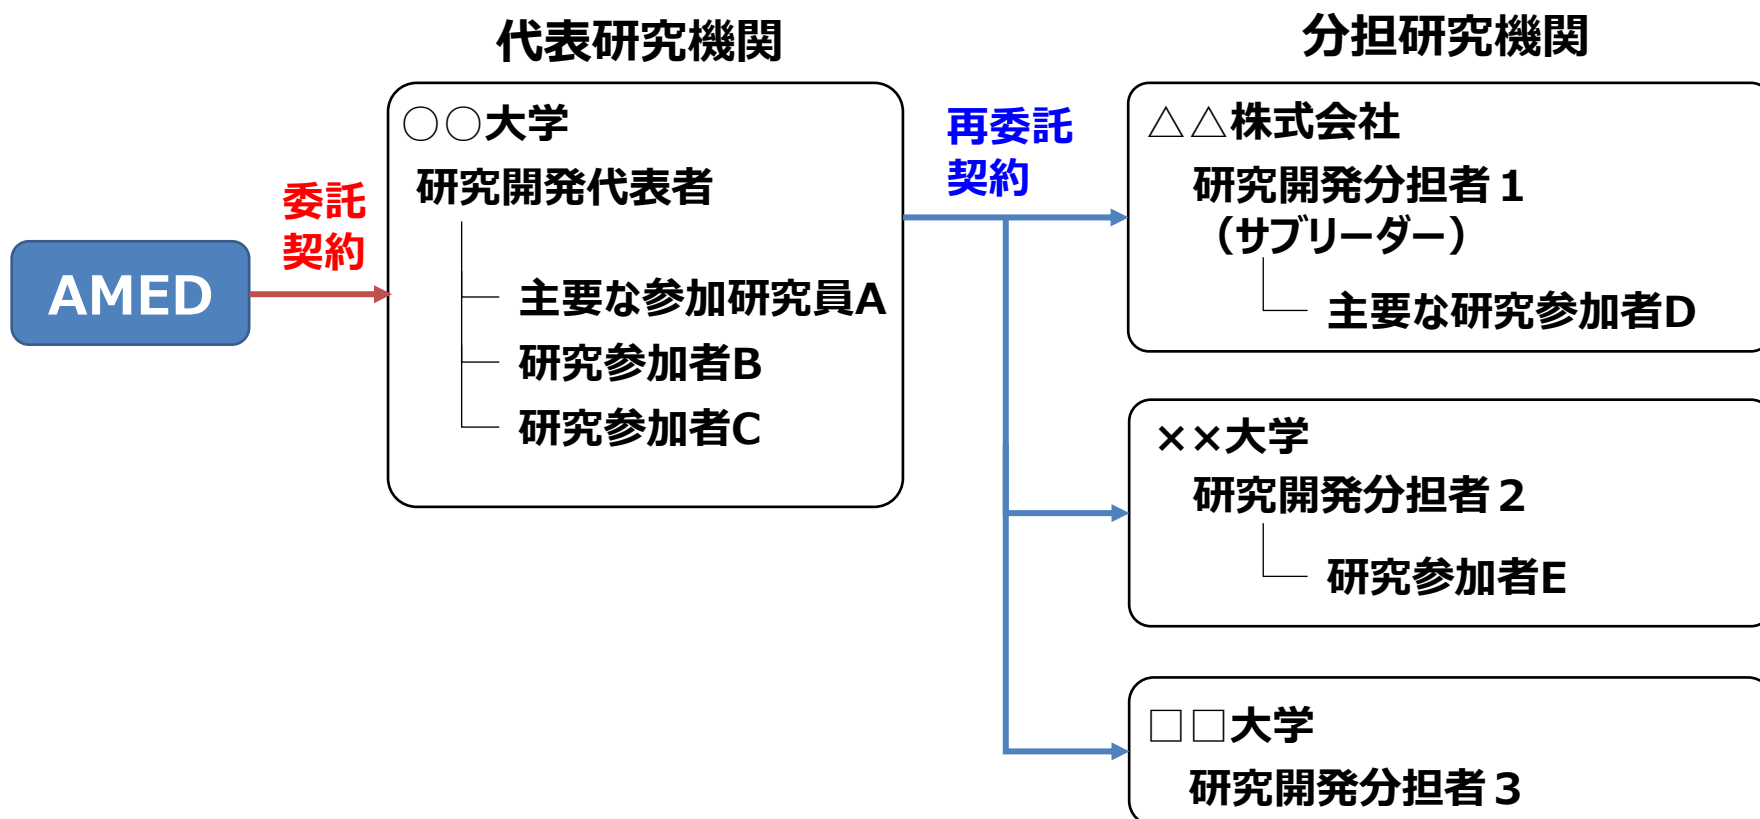 代表研究機関
分担研究機関
AMED
委託
契約
○○大学
研究開発代表者
主要な参加研究員A
研究参加者B
研究参加者C
再委託
契約
△△株式会社
研究開発分担者１
（サブリーダー）
主要な研究参加者D
××大学
研究開発分担者２
研究参加者E
□□大学
研究開発分担者３